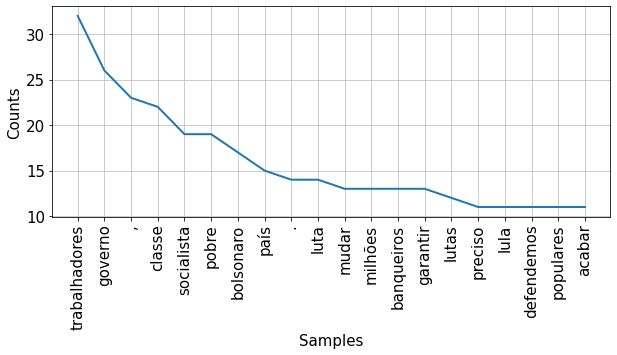 30
25
20
15
10
Counts
trabalhadores
governo
,
classe
socialista
pobre
bolsonaro
país
.
luta
mudar
milhões
banqueiros
garantir
lutas
preciso
lula
defendemos
populares
acabar
Samples